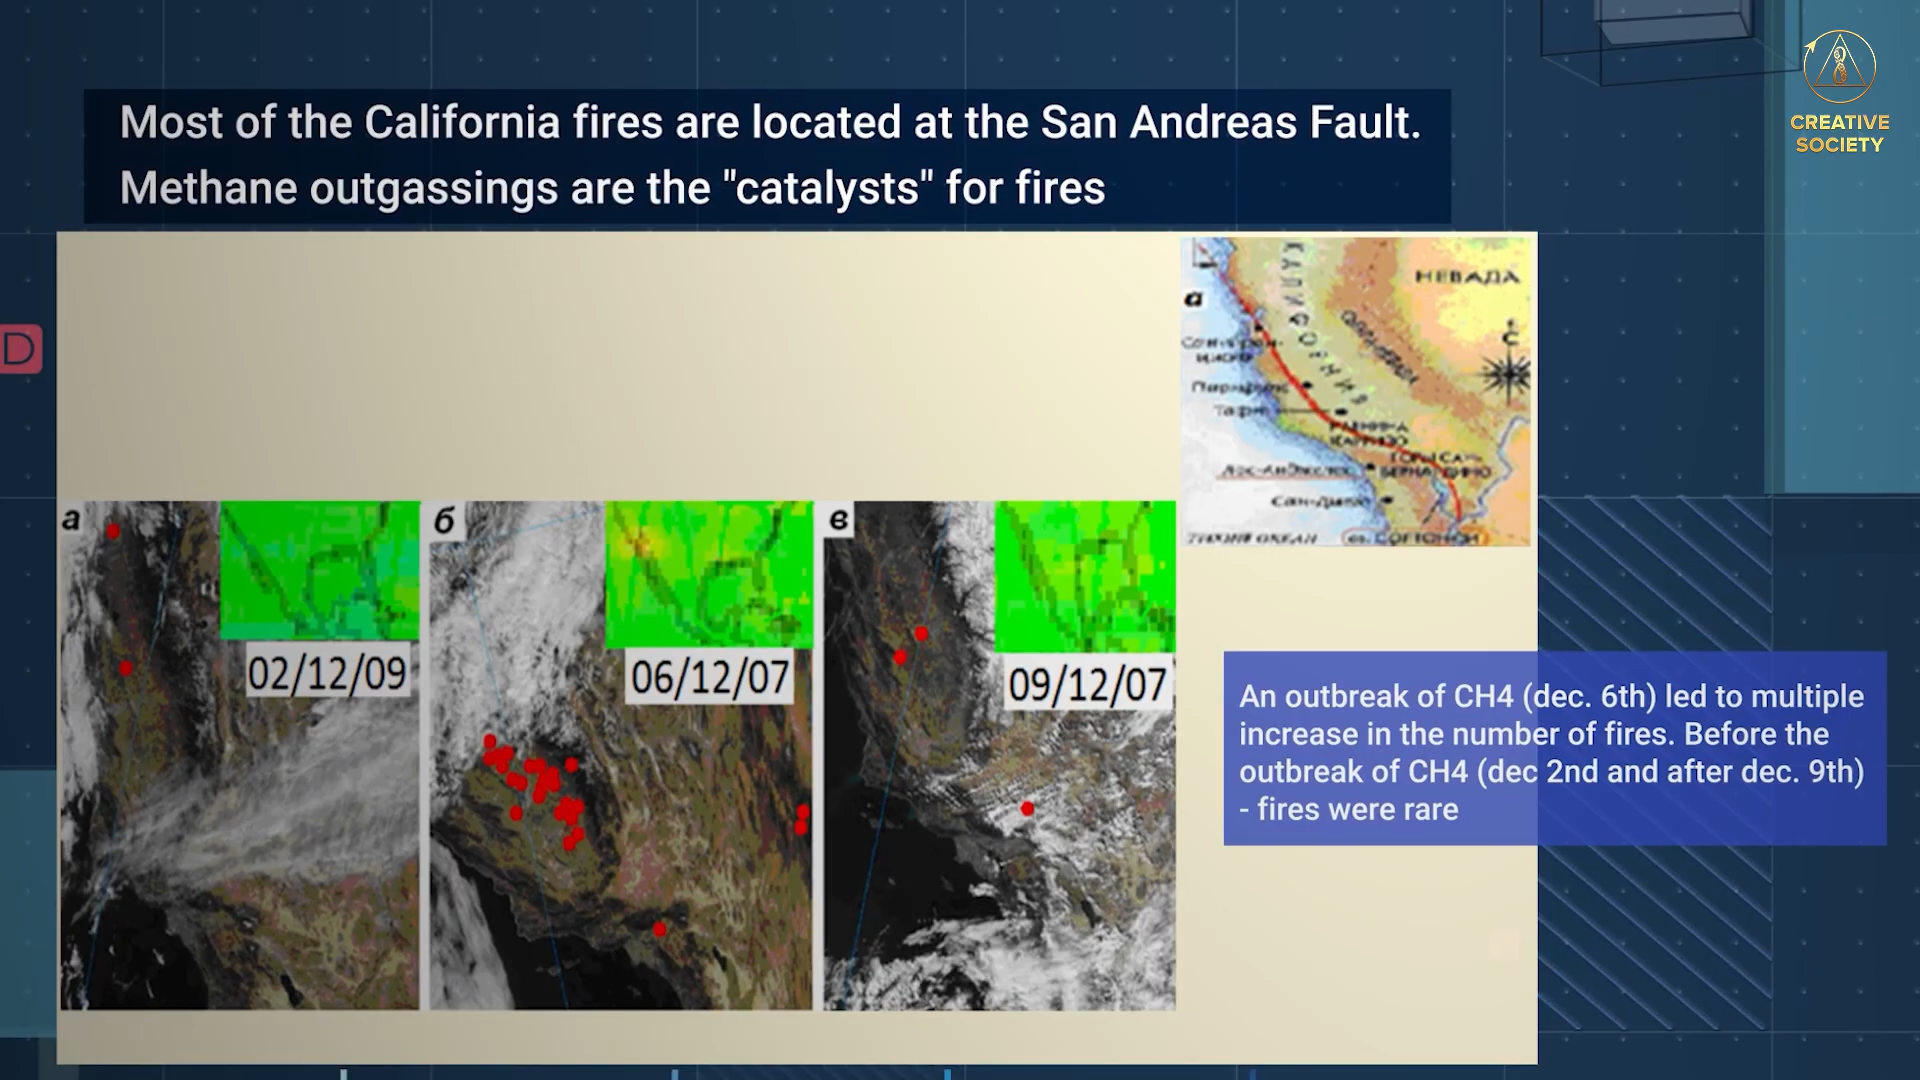 CREATIVE
SOCIETY
Most of the California fires are located at the San Andreas Fault.
Methane outgassings are the "catalysts" for fires
D
НЕВАДА
а
а
02/12/09
б
06/12/07
в
09/12/07
An outbreak of CH4 (dec. 6th) led to multiple
increase in the number of fires. Before the
outbreak of CH4 (dec 2nd and after dec. 9th)
- fires were rare